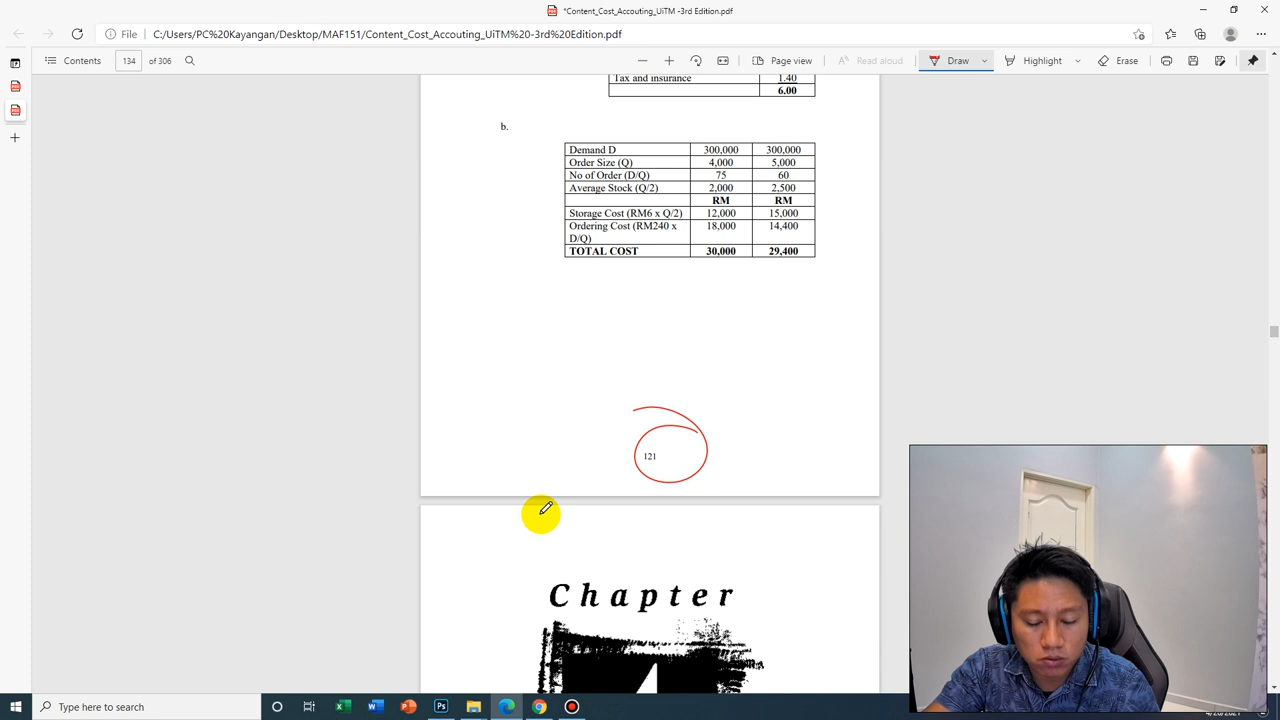 *Content_Cost_Accouting_UiTM -3rd Edition.pdf
File C:/Users/PC%20Kayangan/Desktop/MAF151/Content_Cost_Accouting_UiTM%20-3rd%20Edition.pdf
Contents 134 of 306 Page view Read aloud Draw Highlight Erase
Tax and insurance 1.40
6.00
b.
Demand D 300,000 300,000
Order Size (Q) 4,000 5,000
No of Order (D/Q) 75 60
Average Stock (Q/2) 2,000 2,500
RM RM
Storage Cost (RM6 x Q/2) 12,000 15,000
Ordering Cost (RM240 x 18,000 14,400
D/Q)
TOTAL COST 30,000 29,400
121
Chapter
Type here to search